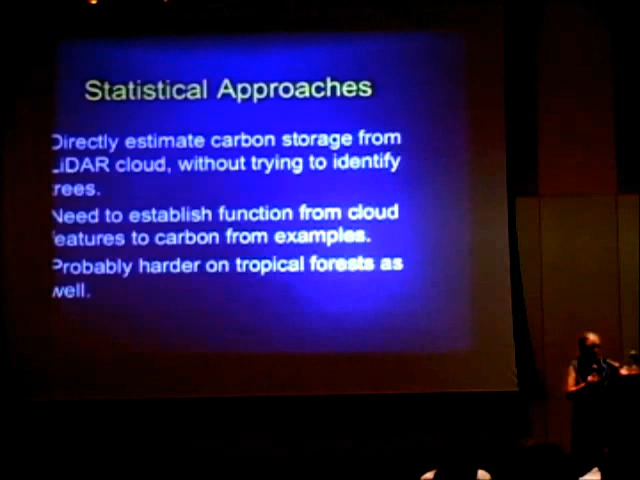 Statistical Approaches
Directly estimate carbon storage from
LiDAR cloud, without trying to identify
trees.
Need to establish function from cloud
features to carbon from examples.
Probably harder on tropical forests as
well.